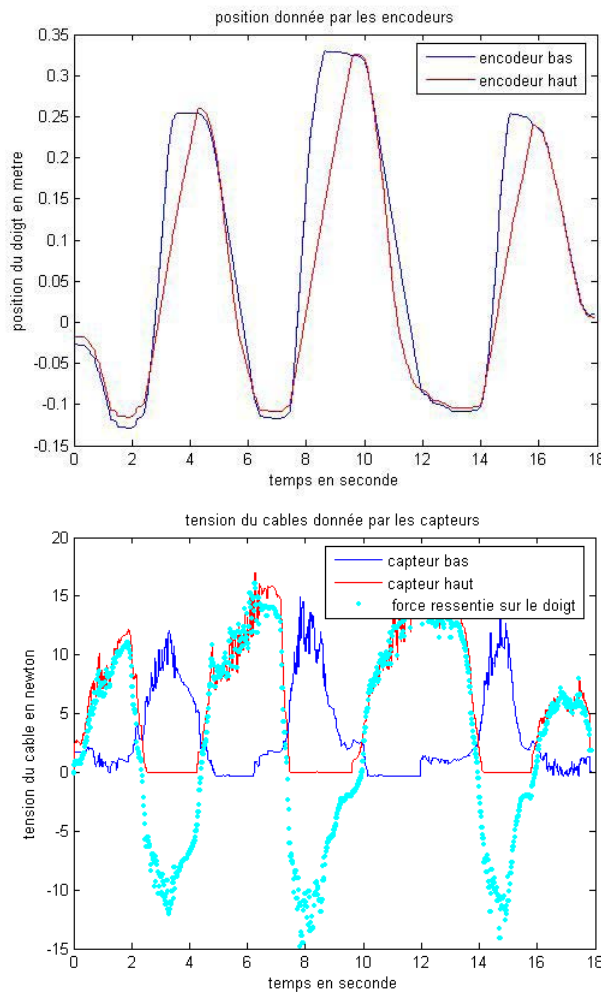 position donnée par les encodeurs
0.35
0.3
0.25
0.2
0.15
0.1
0.05
0
-0.05
-0.1
-0.15
position du doigt en metre
encodeur bas
encodeur haut
0 2 4 6 8 10 12 14 16 18
temps en seconde
tension du cables donnée par les capteurs
20
15
10
5
0
-5
-10
-15
tension du cable en newton
capteur bas
capteur haut
force ressentie sur le doigt
0 2 4 6 8 10 12 14 16 18
temps en seconde